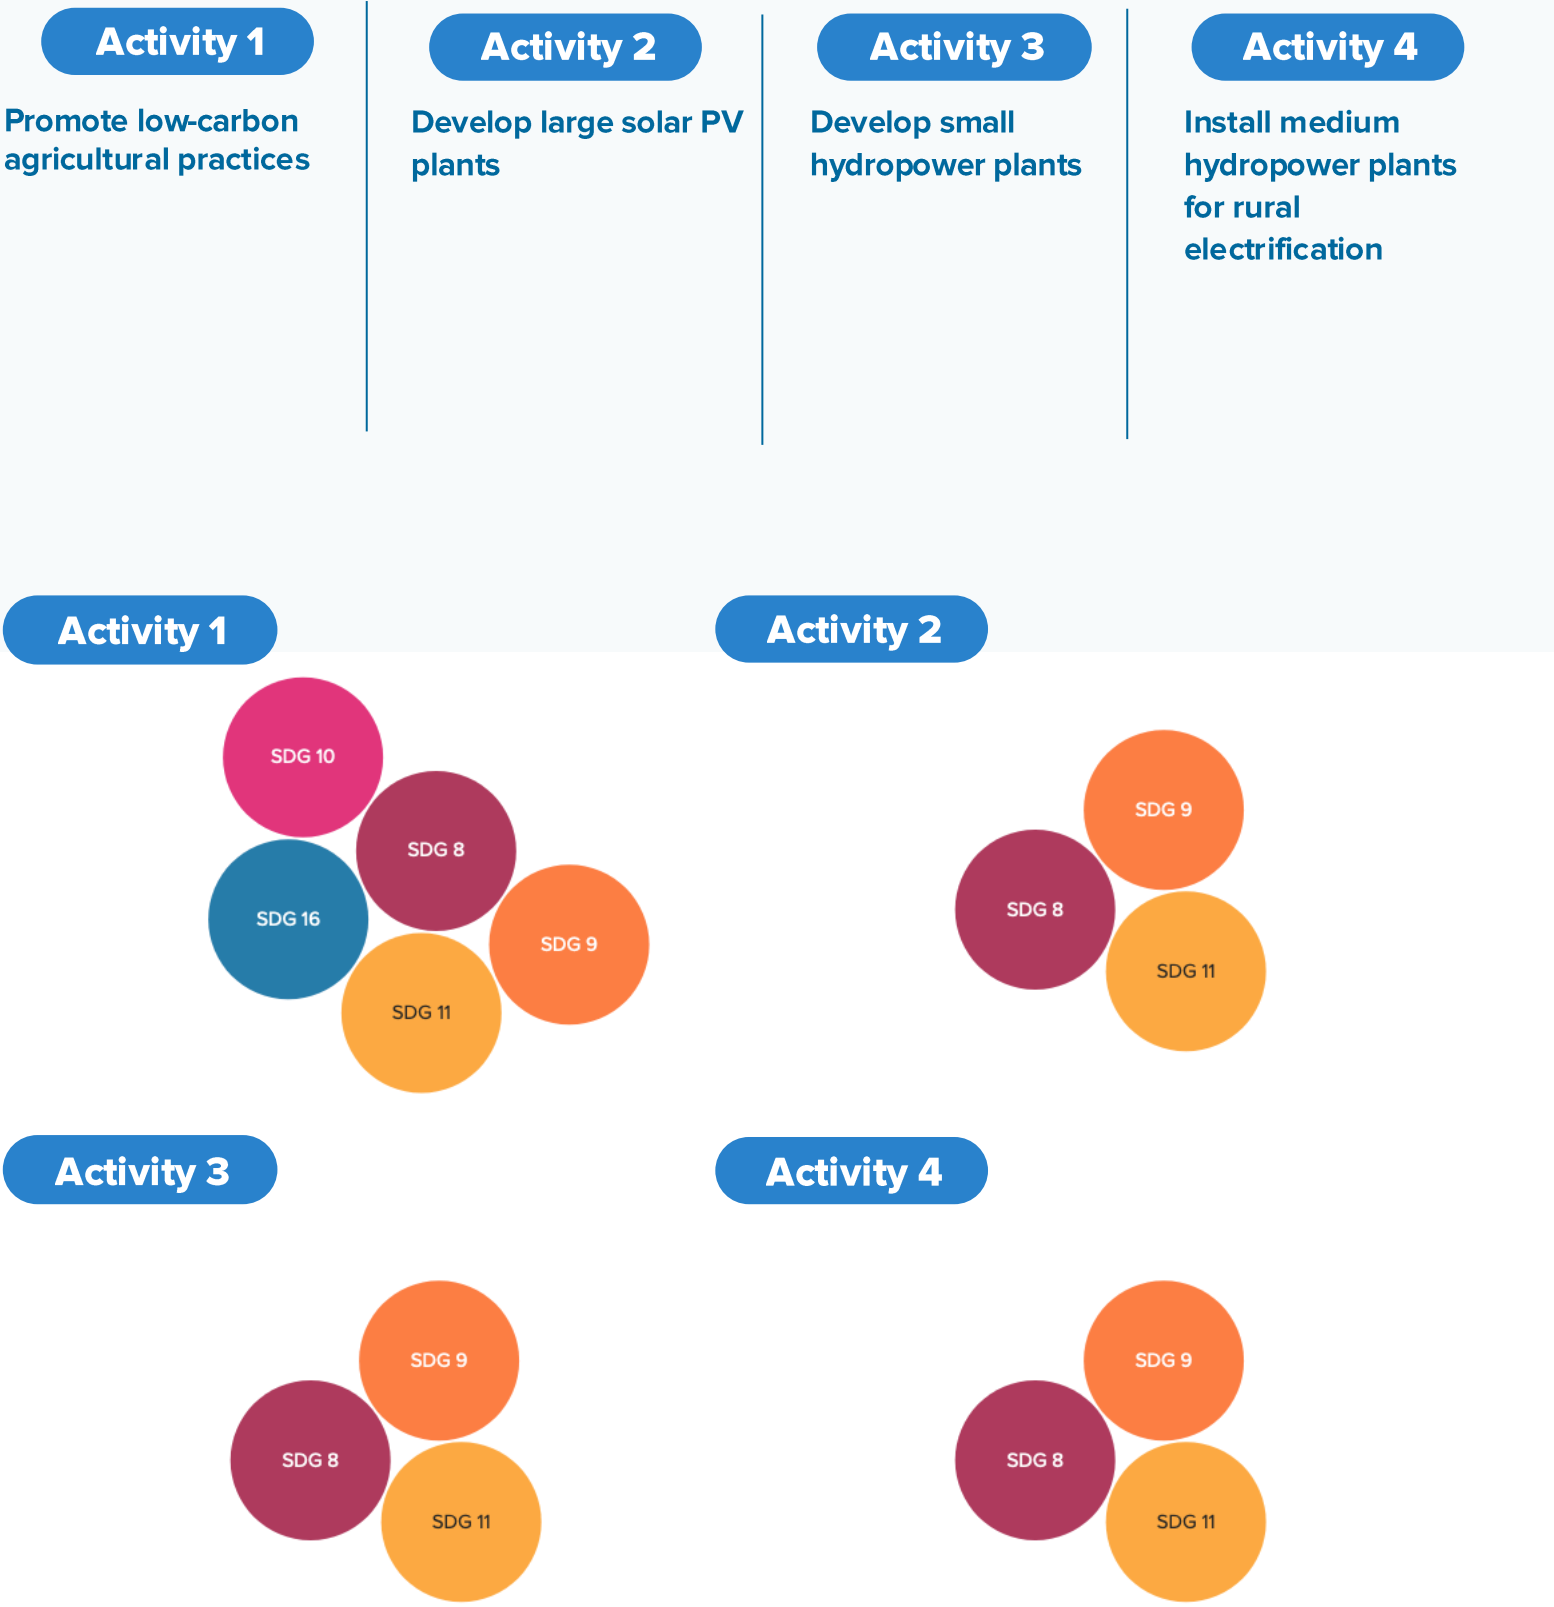 Activity 1
Promote low-carbon
agricultural practices
Activity 2
Develop large solar PV
plants
Activity 3
Develop small
hydropower plants
Activity 4
Install medium
hydropower plants
for rural
electrification
Activity 1
SDG 10
SDG 8
SDG 16
SDG 9
SDG 11
Activity 2
SDG 9
SDG 8
SDG 11
Activity 3
SDG 9
SDG 8
SDG 11
Activity 4
SDG 9
SDG 8
SDG 11